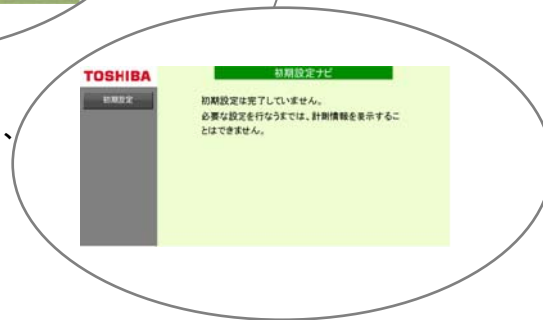 、
TOSHIBA
初期設定ナビ
初期設定
初期設定は完了していません。
必要な設定を行なうまでは、計測情報を表示するこ
とはできません。